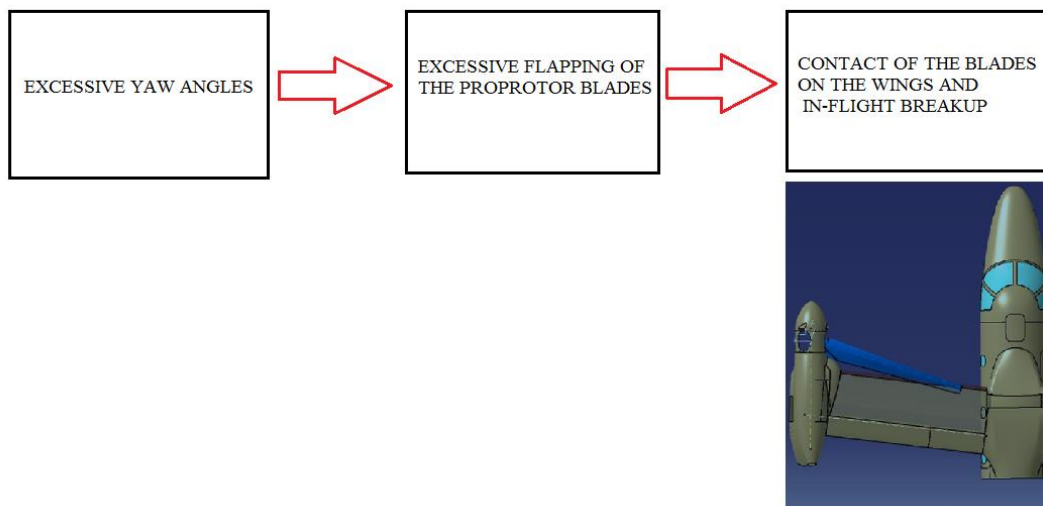 EXCESSIVE YAW ANGLES
EXCESSIVE FLAPPING OF
THE PROPROTOR BLADES
CONTACT OF THE BLADES
ON THE WINGS AND
IN-FLIGHT BREAKUP